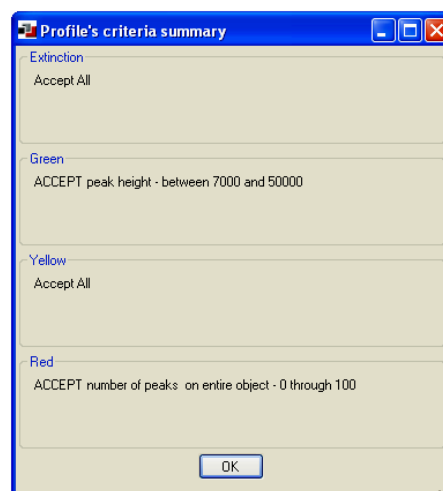 Profile's criteria summary
Extinction
Accept All
Green
ACCEPT peak height - between 7000 and 50000
Yellow
Accept All
Red
ACCEPT number of peaks  on entire object - 0 through 100
OK